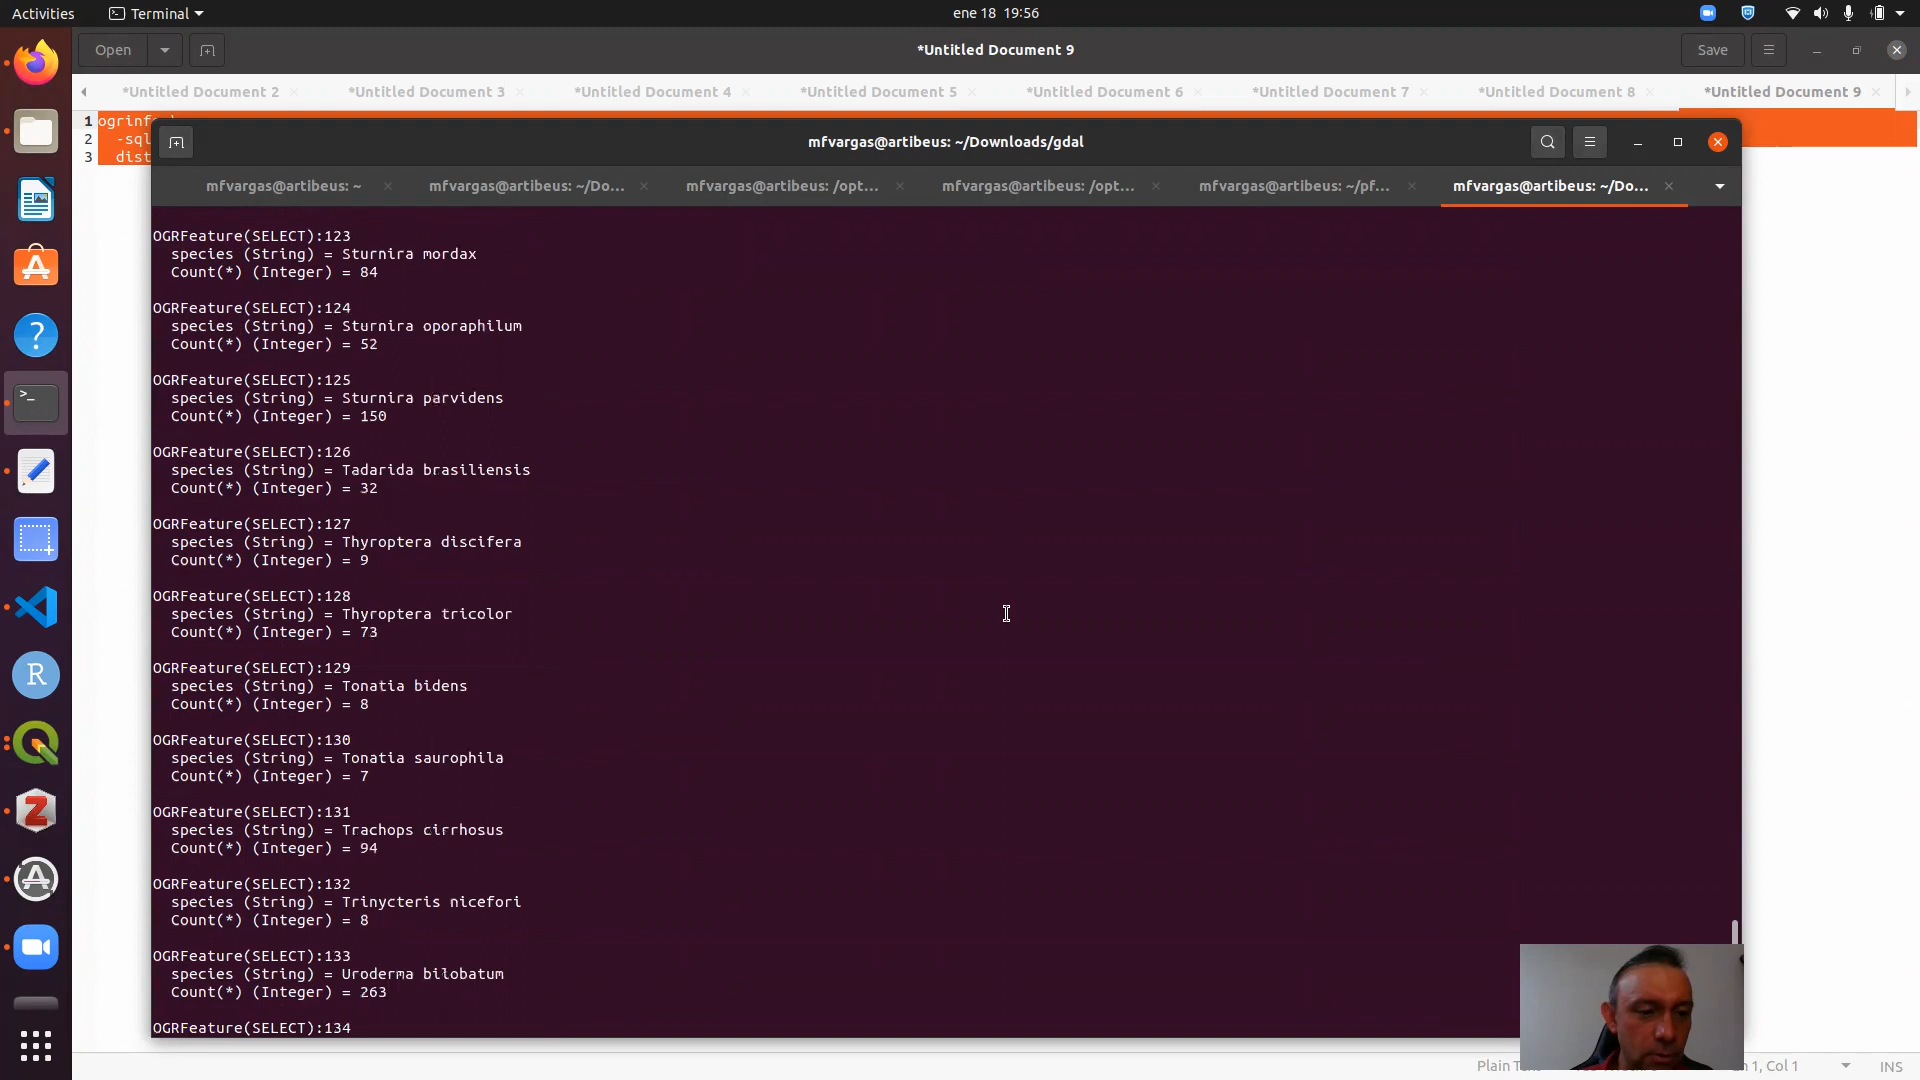 Activities Terminal ene 18 19:56
Open *Untitled Document 9 Save
*Untitled Document 2 *Untitled Document 3 *Untitled Document 4 *Untitled Document 5 *Untitled Document 6 *Untitled Document 7 *Untitled Document 8 *Untitled Document 9
1 ogrinf
2 -sql
3 dist
mfvargas@artibeus: ~/Downloads/gdal
mfvargas@artibeus: ~ mfvargas@artibeus: ~/Do... mfvargas@artibeus: /opt... mfvargas@artibeus: /opt... mfvargas@artibeus: ~/pf... mfvargas@artibeus: ~/Do...
OGRFeature(SELECT):123
species (String) = Sturnira mordax
Count(*) (Integer) = 84
OGRFeature(SELECT):124
species (String) = Sturnira oporaphilum
Count(*) (Integer) = 52
OGRFeature(SELECT):125
species (String) = Sturnira parvidens
Count(*) (Integer) = 150
OGRFeature(SELECT):126
species (String) = Tadarida brasiliensis
Count(*) (Integer) = 32
OGRFeature(SELECT):127
species (String) = Thyroptera discifera
Count(*) (Integer) = 9
OGRFeature(SELECT):128
species (String) = Thyroptera tricolor
Count(*) (Integer) = 73
OGRFeature(SELECT):129
species (String) = Tonatia bidens
Count(*) (Integer) = 8
OGRFeature(SELECT):130
species (String) = Tonatia saurophila
Count(*) (Integer) = 7
OGRFeature(SELECT):131
species (String) = Trachops cirrhosus
Count(*) (Integer) = 94
OGRFeature(SELECT):132
species (String) = Trinycteris nicefori
Count(*) (Integer) = 8
OGRFeature(SELECT):133
species (String) = Uroderma bilobatum
Count(*) (Integer) = 263
OGRFeature(SELECT):134
Plain T n 1, Col 1 INS